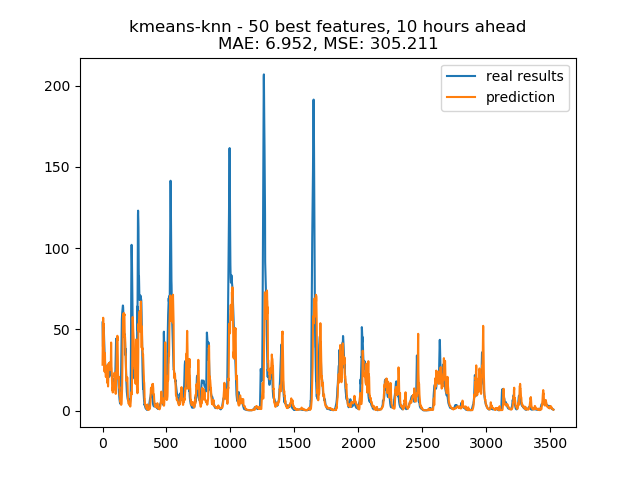 kmeans-knn - 50 best features, 10 hours ahead
MAE: 6.952, MSE: 305.211
real results
prediction
200
150
100
50
0
0 500 1000 1500 2000 2500 3000 3500